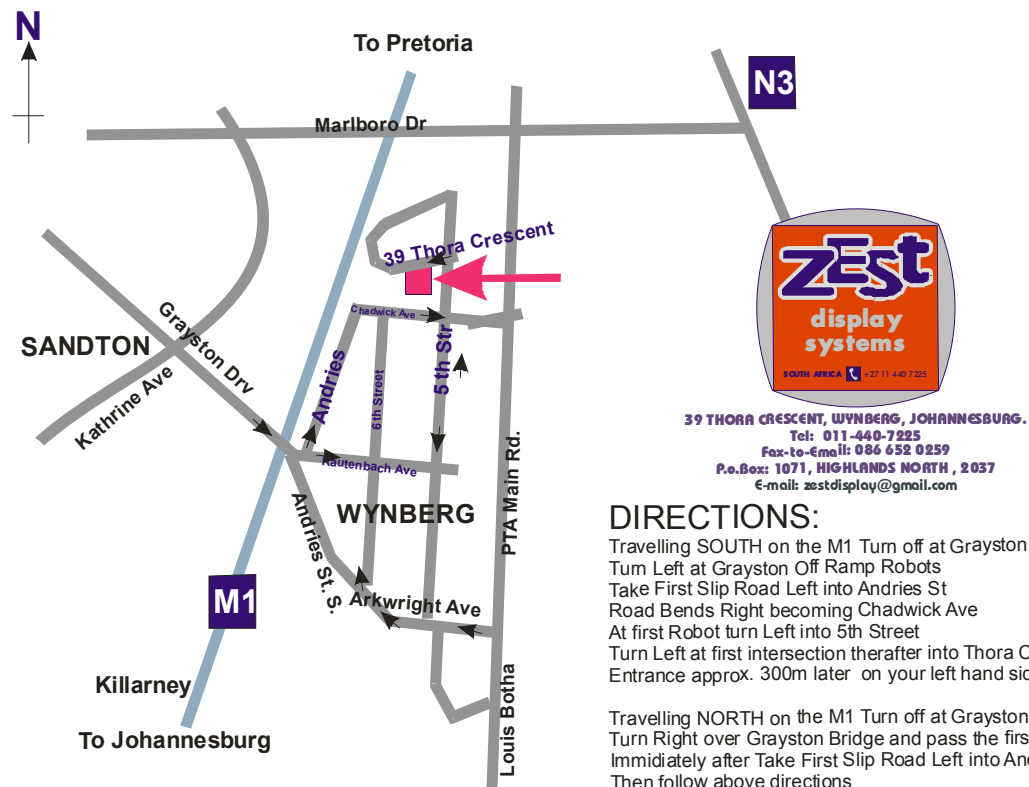 N
To Pretoria
N3
Marlboro Dr
39 Thora Crescent
zest
display
systems
SOUTH AFRICA +27 11 440 7225
Chadwick Ave
Grayston Drv
SANDTON
Kathrine Ave
Andries
6th Street
5 th Str
39 THORA CRESCENT, WYNBERG, JOHANNESBURG.
Tel: 011-440-7225
Fax-to-Email: 086 652 0259
P.o.Box: 1071, HIGHLANDS NORTH , 2037
E-mail: zestdisplay@gmail.com
Rautenbach Ave
PTA Main Rd.
WYNBERG
Andries St. S.
M1
Arkwright Ave
Killarney
To Johannesburg
Louis Botha
DIRECTIONS:
Travelling SOUTH on the M1 Turn off at Grayston
Turn Left at Grayston Off Ramp Robots
Take First Slip Road Left into Andries St
Road Bends Right becoming Chadwick Ave
At first Robot turn Left into 5th Street
Turn Left at first intersection therafter into Thora C
Entrance approx. 300m later on your left hand sid
Travelling NORTH on the M1 Turn off at Grayston
Turn Right over Grayston Bridge and pass the firs
Immidiately after Take First Slip Road Left into And
Then follow above directions